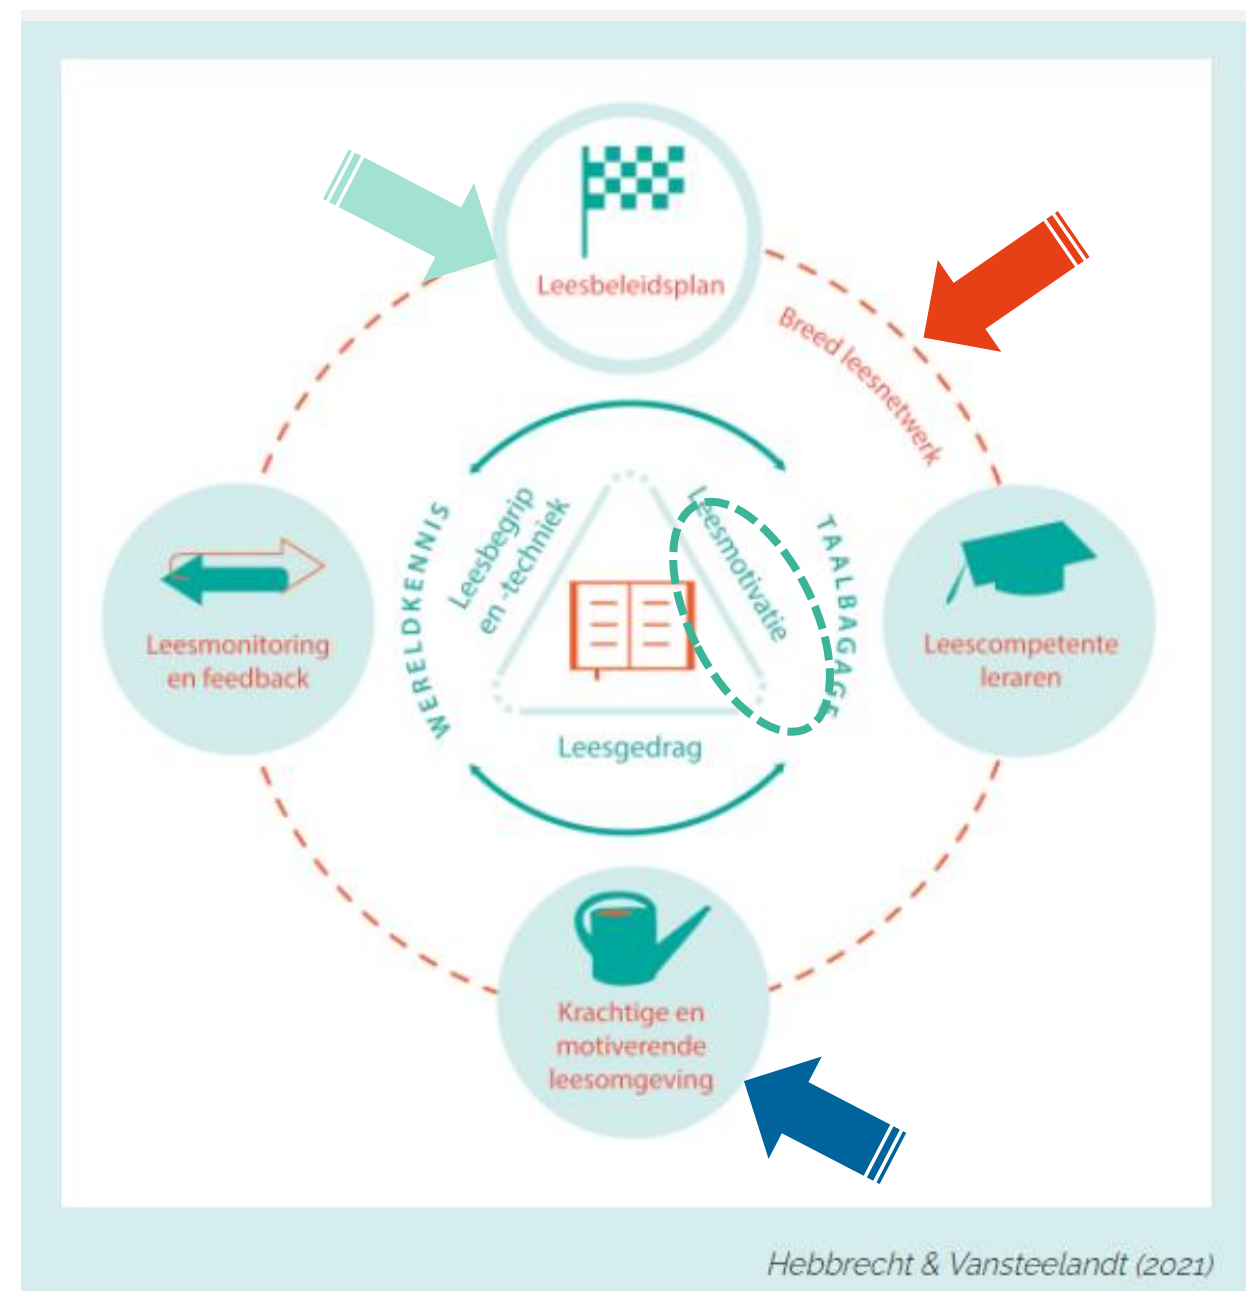 Leesbeleidsplan
Breed leesnetwerk
Leesbegrip
en -techniek
Leesmotivatie
WERELDKENNIS
TAALBAGAGE
Leesmonitoring
en feedback
Leescompetente
leraren
Leesgedrag
Krachtige en
motiverende
leesomgeving
Hebbrecht & Vansteelandt (2021)